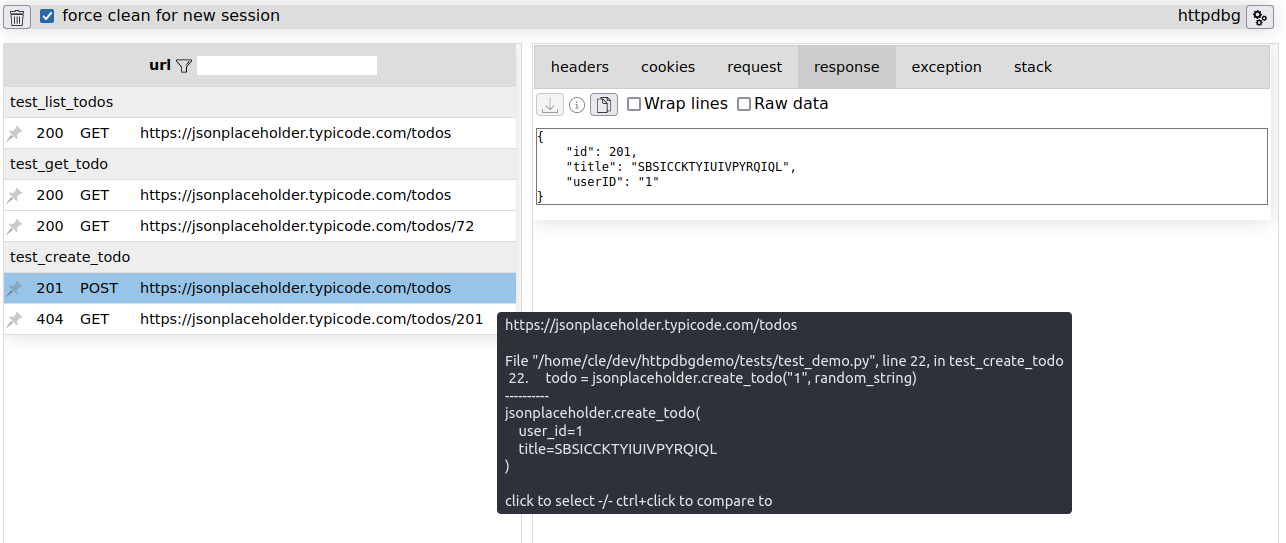 force clean for new session
httpdbg
url
test_list_todos
200 GET https://jsonplaceholder.typicode.com/todos
test_get_todo
200 GET https://jsonplaceholder.typicode.com/todos
200 GET https://jsonplaceholder.typicode.com/todos/72
test_create_todo
201 POST https://jsonplaceholder.typicode.com/todos
404 GET https://jsonplaceholder.typicode.com/todos/201
headers cookies request response exception stack
Wrap lines Raw data
{
"id": 201,
"title": "SBSICCKTYIUIVPYRQIQL",
"userID": "1"
}
https://jsonplaceholder.typicode.com/todos
File "/home/cle/dev/httpdbgdemo/tests/test_demo.py", line 22, in test_create_todo
22. todo = jsonplaceholder.create_todo("1", random_string)
----------
jsonplaceholder.create_todo(
user_id=1
title=SBSICCKTYIUIVPYRQIQL
)
click to select -/- ctrl+click to compare to